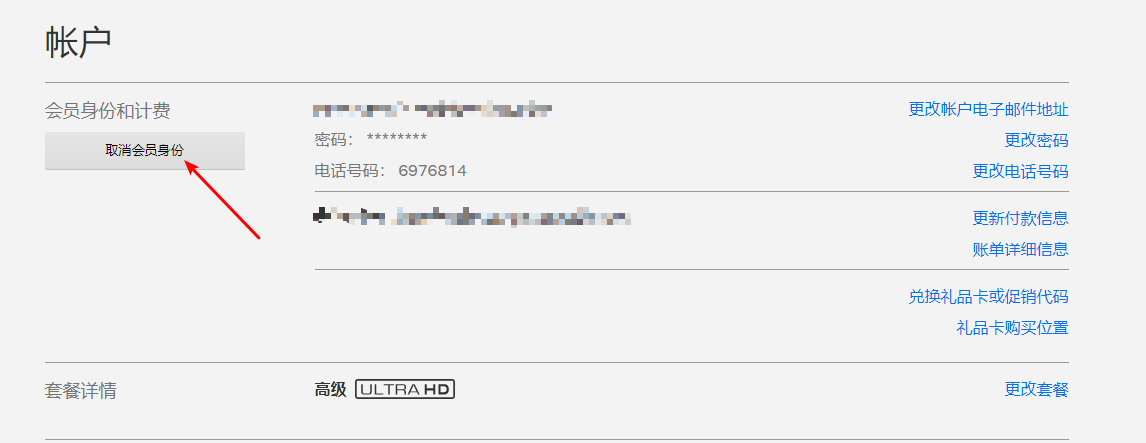 帐户
会员身份和计费
更改帐户电子邮件地址
取消会员身份
密码： ********
更改密码
电话号码： 6976814
更改电话号码
更新付款信息
账单详细信息
兑换礼品卡或促销代码
礼品卡购买位置
套餐详情
高级 ULTRA HD
更改套餐